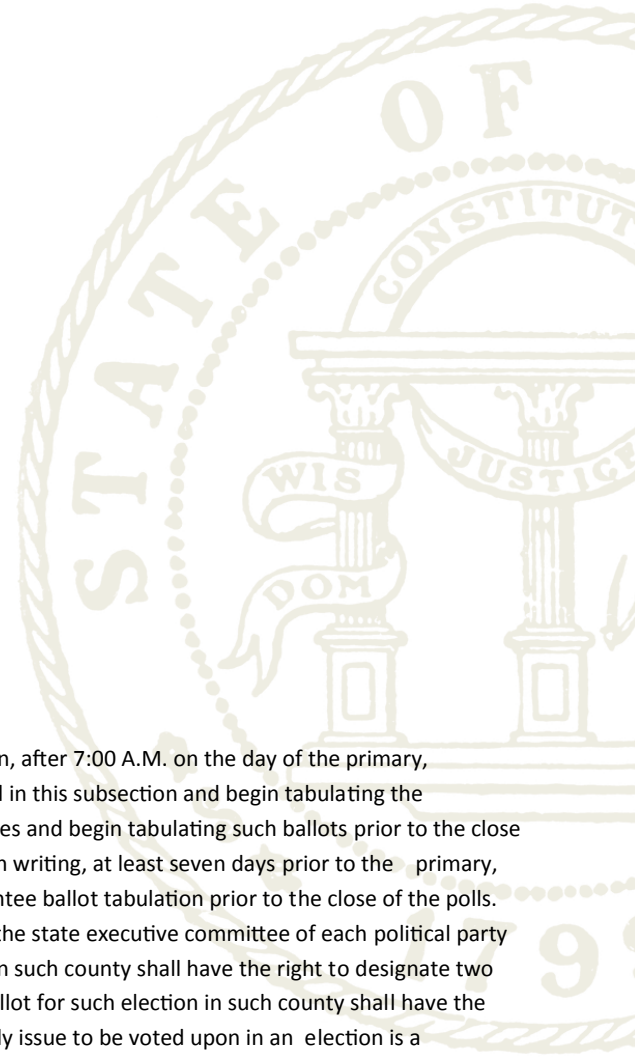 STATE OF
CONSTITUT
WIS
DOM
JUSTICE
179
n, after 7:00 A.M. on the day of the primary,
in this subsection and begin tabulating the
es and begin tabulating such ballots prior to the close
n writing, at least seven days prior to the primary,
ntee ballot tabulation prior to the close of the polls.
the state executive committee of each political party
n such county shall have the right to designate two
llot for such election in such county shall have the
ly issue to be voted upon in an election is a